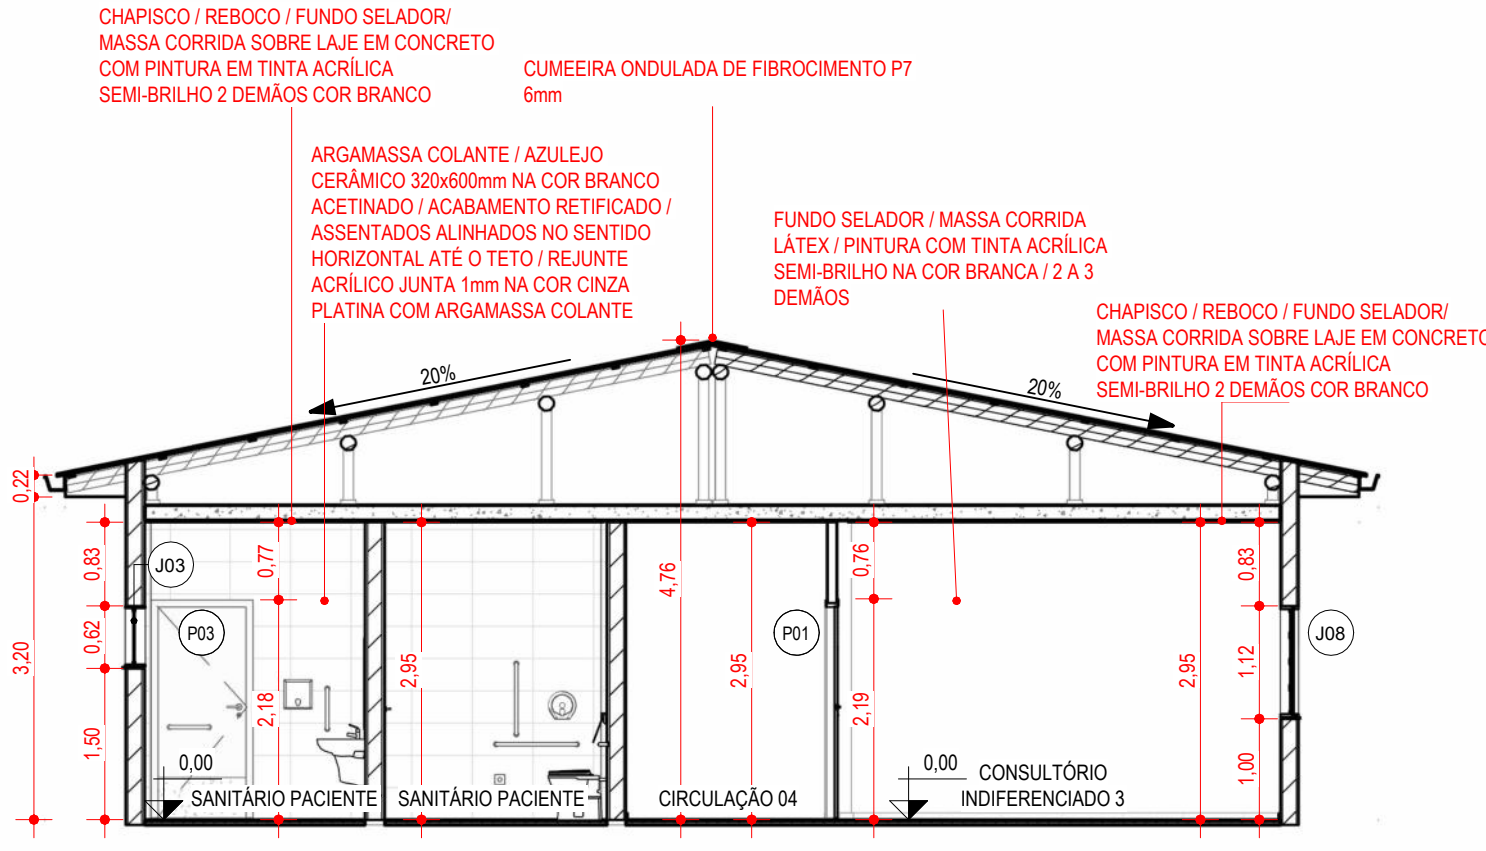 CHAPISCO / REBOCO / FUNDO SELADOR/
MASSA CORRIDA SOBRE LAJE EM CONCRETO
COM PINTURA EM TINTA ACRÍLICA
SEMI-BRILHO 2 DEMÃOS COR BRANCO
CUMEEIRA ONDULADA DE FIBROCIMENTO P7
6mm
ARGAMASSA COLANTE / AZULEJO
CERÂMICO 320x600mm NA COR BRANCO
ACETINADO / ACABAMENTO RETIFICADO /
ASSENTADOS ALINHADOS NO SENTIDO
HORIZONTAL ATÉ O TETO / REJUNTE
ACRÍLICO JUNTA 1mm NA COR CINZA
PLATINA COM ARGAMASSA COLANTE
FUNDO SELADOR / MASSA CORRIDA
LÁTEX / PINTURA COM TINTA ACRÍLICA
SEMI-BRILHO NA COR BRANCA / 2 A 3
DEMÃOS
CHAPISCO / REBOCO / FUNDO SELADOR/
MASSA CORRIDA SOBRE LAJE EM CONCRETO
COM PINTURA EM TINTA ACRÍLICA
SEMI-BRILHO 2 DEMÃOS COR BRANCO
20%
20%
0,22
3,20
0,83
0,62
1,50
J03
P03
0,77
2,18
2,95
4,76
2,95
P01
0,76
2,19
2,95
0,83
1,12
1,00
J08
0,00
SANITÁRIO PACIENTE
SANITÁRIO PACIENTE
CIRCULAÇÃO 04
0,00
CONSULTÓRIO
INDIFERENCIADO 3